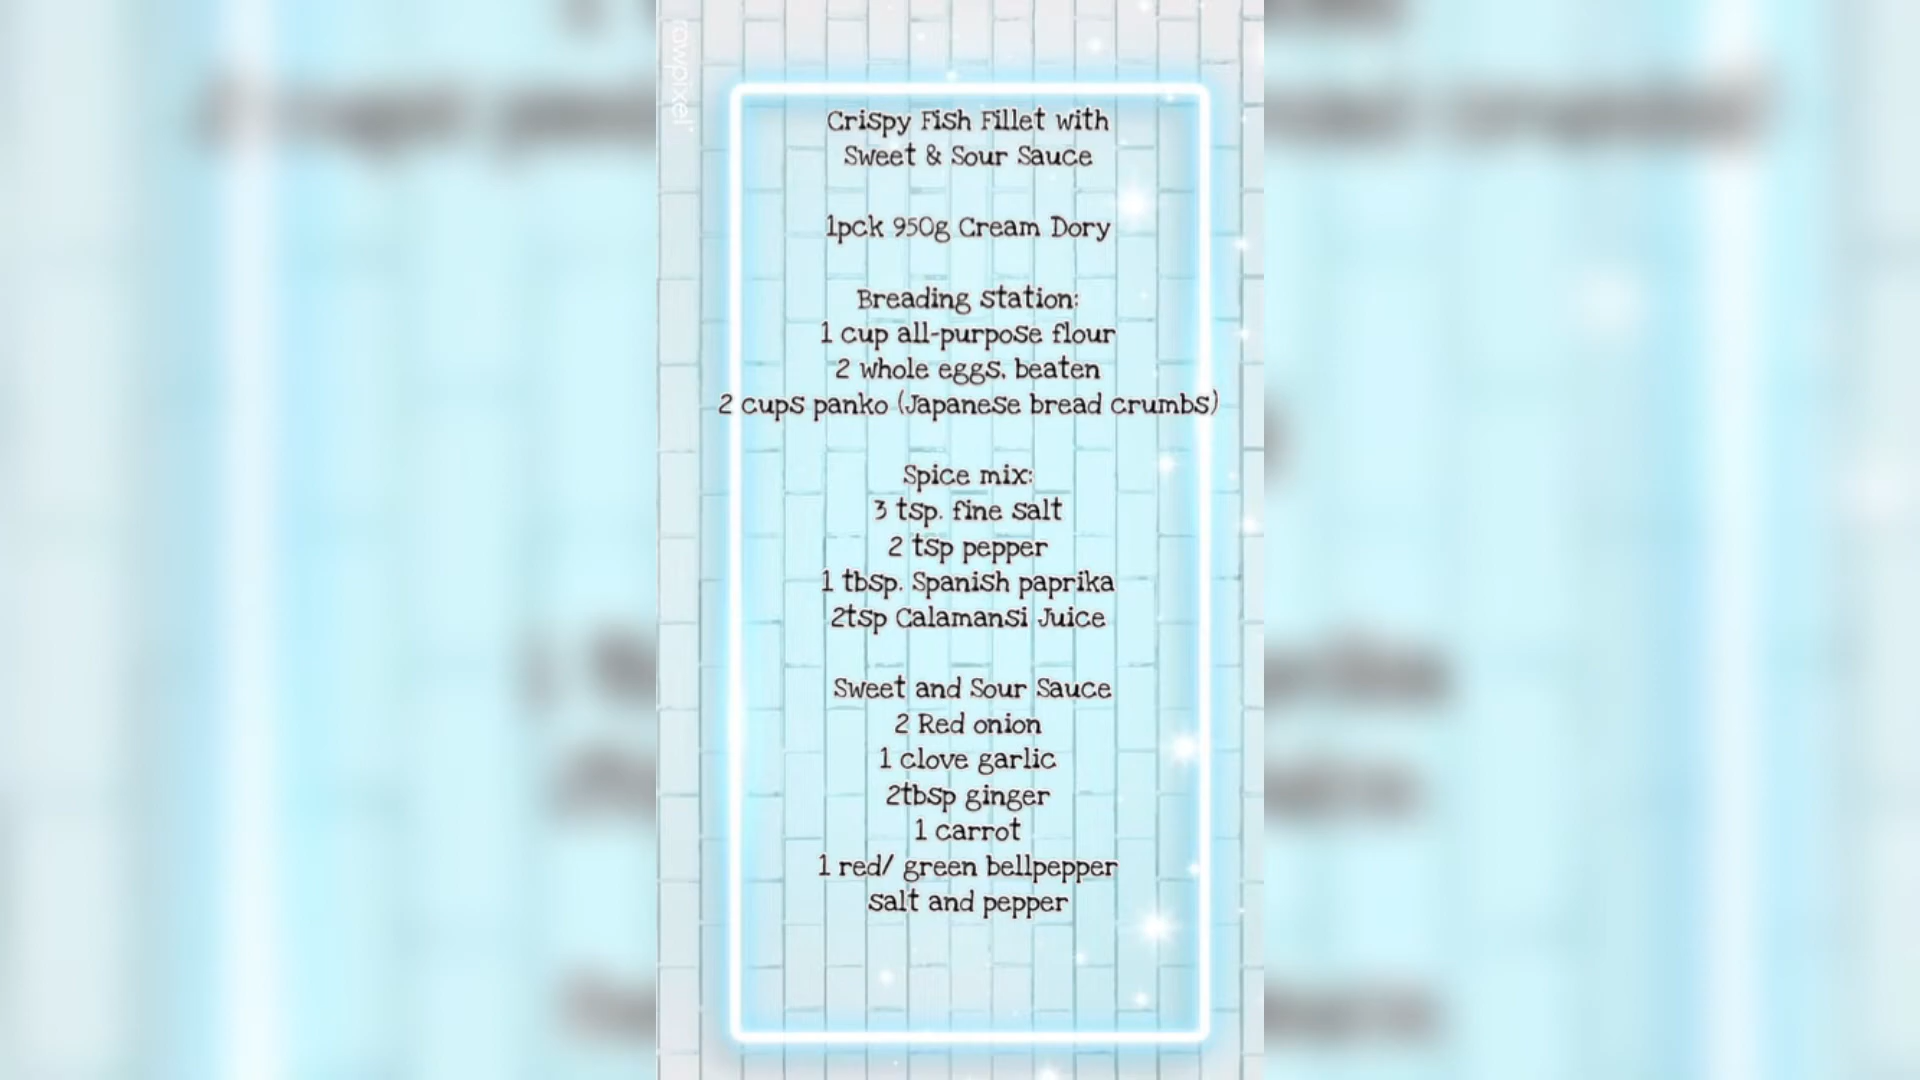 rawpixel
Crispy Fish Fillet with
Sweet & Sour Sauce
1pck 950g Cream Dory
Breading station:
1 cup all-purpose flour
2 whole eggs, beaten
2 cups panko (Japanese bread crumbs)
Spice mix:
3 tsp. fine salt
2 tsp pepper
1 tbsp. Spanish paprika
2tsp Calamansi Juice
Sweet and Sour Sauce
2 Red onion
1 clove garlic
2tbsp ginger
1 carrot
1 red/ green bellpepper
salt and pepper